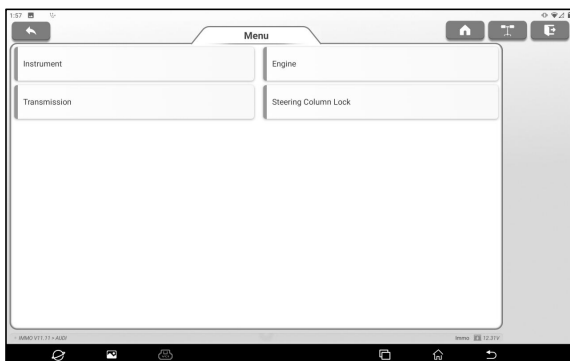 1:57
Menu
Instrument
Engine
Transmission
Steering Column Lock
IMMO V11.11 > AUDI
Immo
12.31V